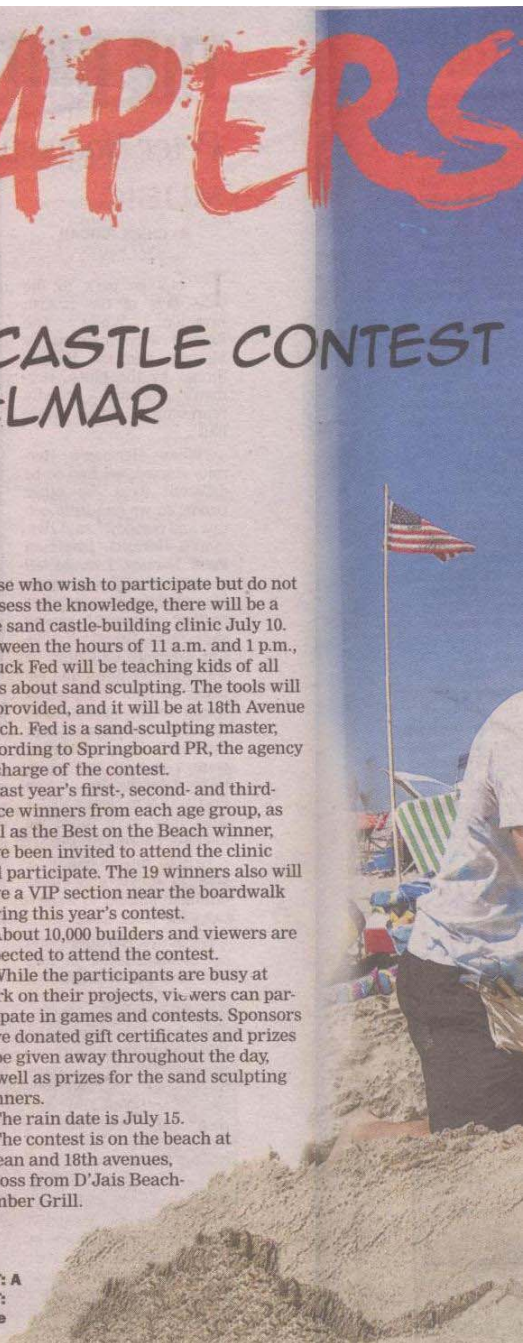 APERS
CASTLE CONTEST
ELMAR
se who wish to participate but do not
sess the knowledge, there will be a
e sand castle-building clinic July 10.
ween the hours of 11 a.m. and 1 p.m.,
uck Fed will be teaching kids of all
s about sand sculpting. The tools will
provided, and it will be at 18th Avenue
ch. Fed is a sand-sculpting master,
ording to Springboard PR, the agency
charge of the contest.
ast year's first-, second- and third-
ce winners from each age group, as
l as the Best on the Beach winner,
e been invited to attend the clinic
l participate. The 19 winners also will
e a VIP section near the boardwalk
ing this year's contest.
About 10,000 builders and viewers are
ected to attend the contest.
While the participants are busy at
rk on their projects, viewers can par-
pate in games and contests. Sponsors
e donated gift certificates and prizes
be given away throughout the day,
well as prizes for the sand sculpting
nners.
The rain date is July 15.
The contest is on the beach at
ean and 18th avenues,
oss from D'Jais Beach-
mber Grill.
T: A
T:
e